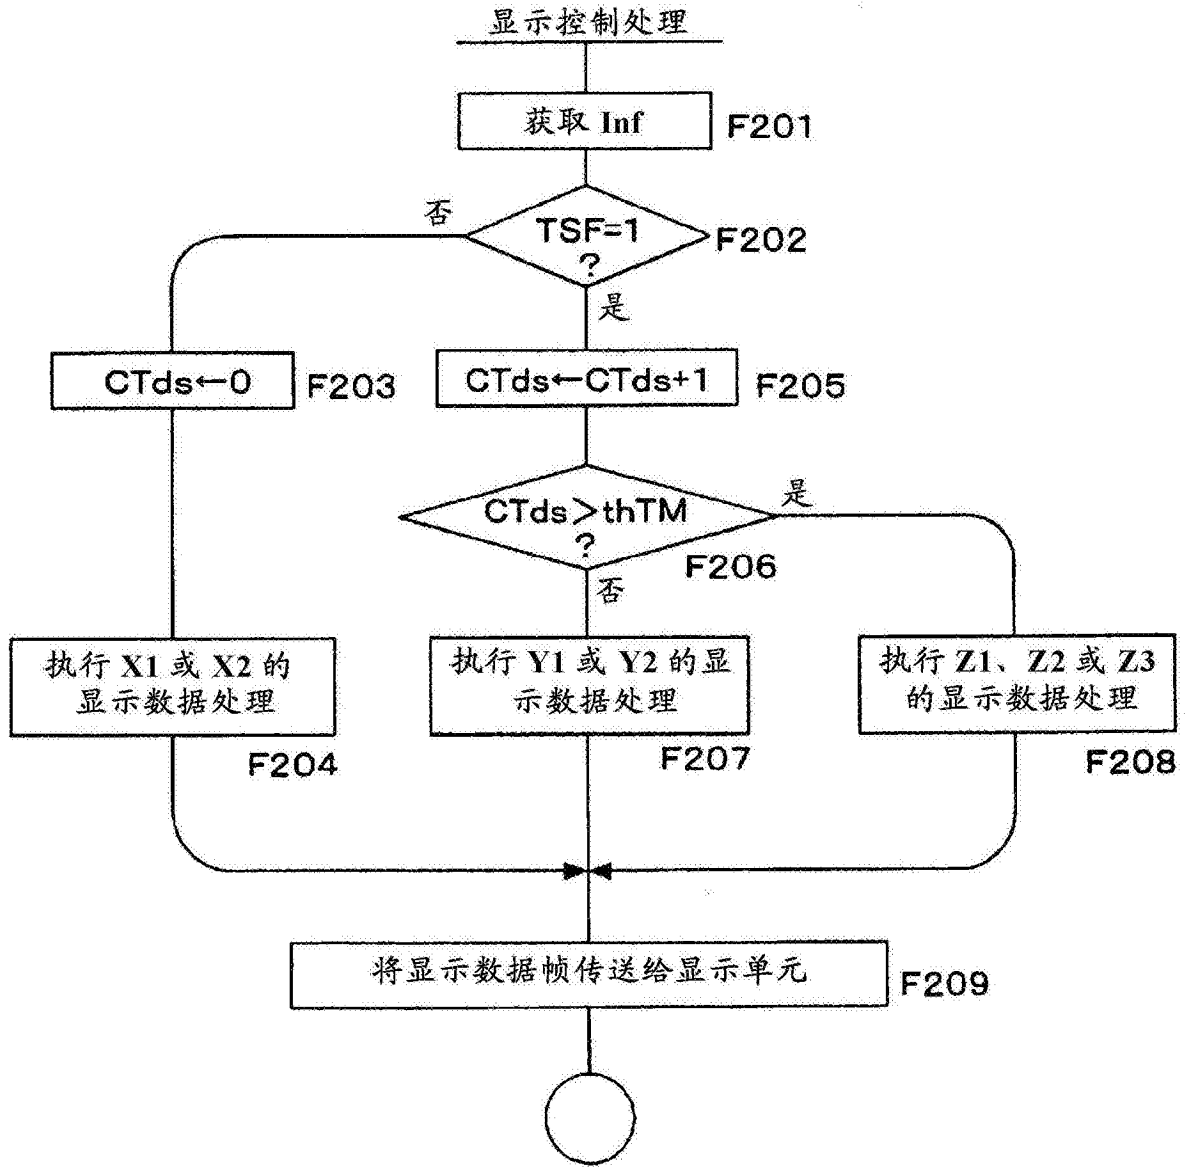 显示控制处理
获取 Inf
F201
否
TSF=1
?
F202
是
CTds←0
F203
CTds←CTds+1
F205
CTds>thTM
?
是
F206
否
执行 X1 或 X2 的
显示数据处理
F204
执行 Y1 或 Y2 的显
示数据处理
F207
执行 Z1、Z2 或 Z3
的显示数据处理
F208
将显示数据帧传送给显示单元
F209